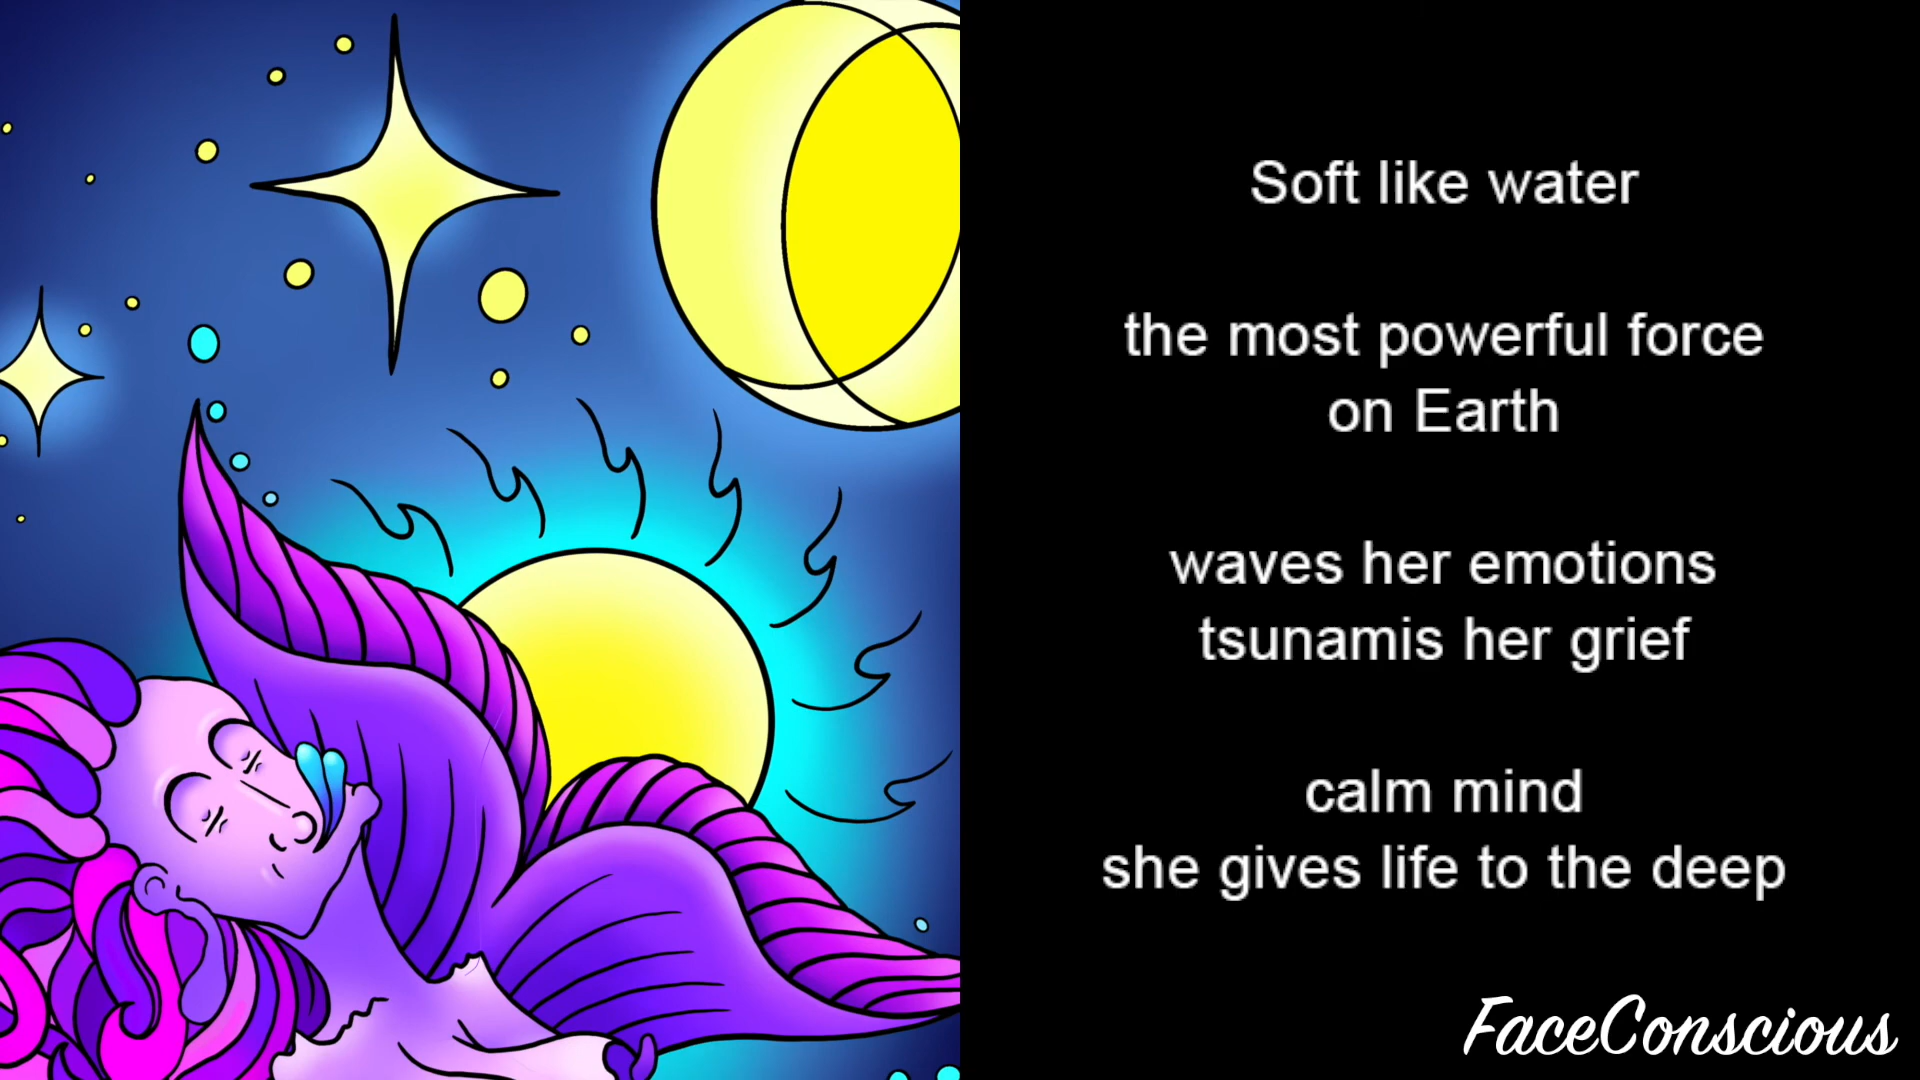 Soft like water
the most powerful force
on Earth
waves her emotions
tsunamis her grief
calm mind
she gives life to the deep
FaceConscious